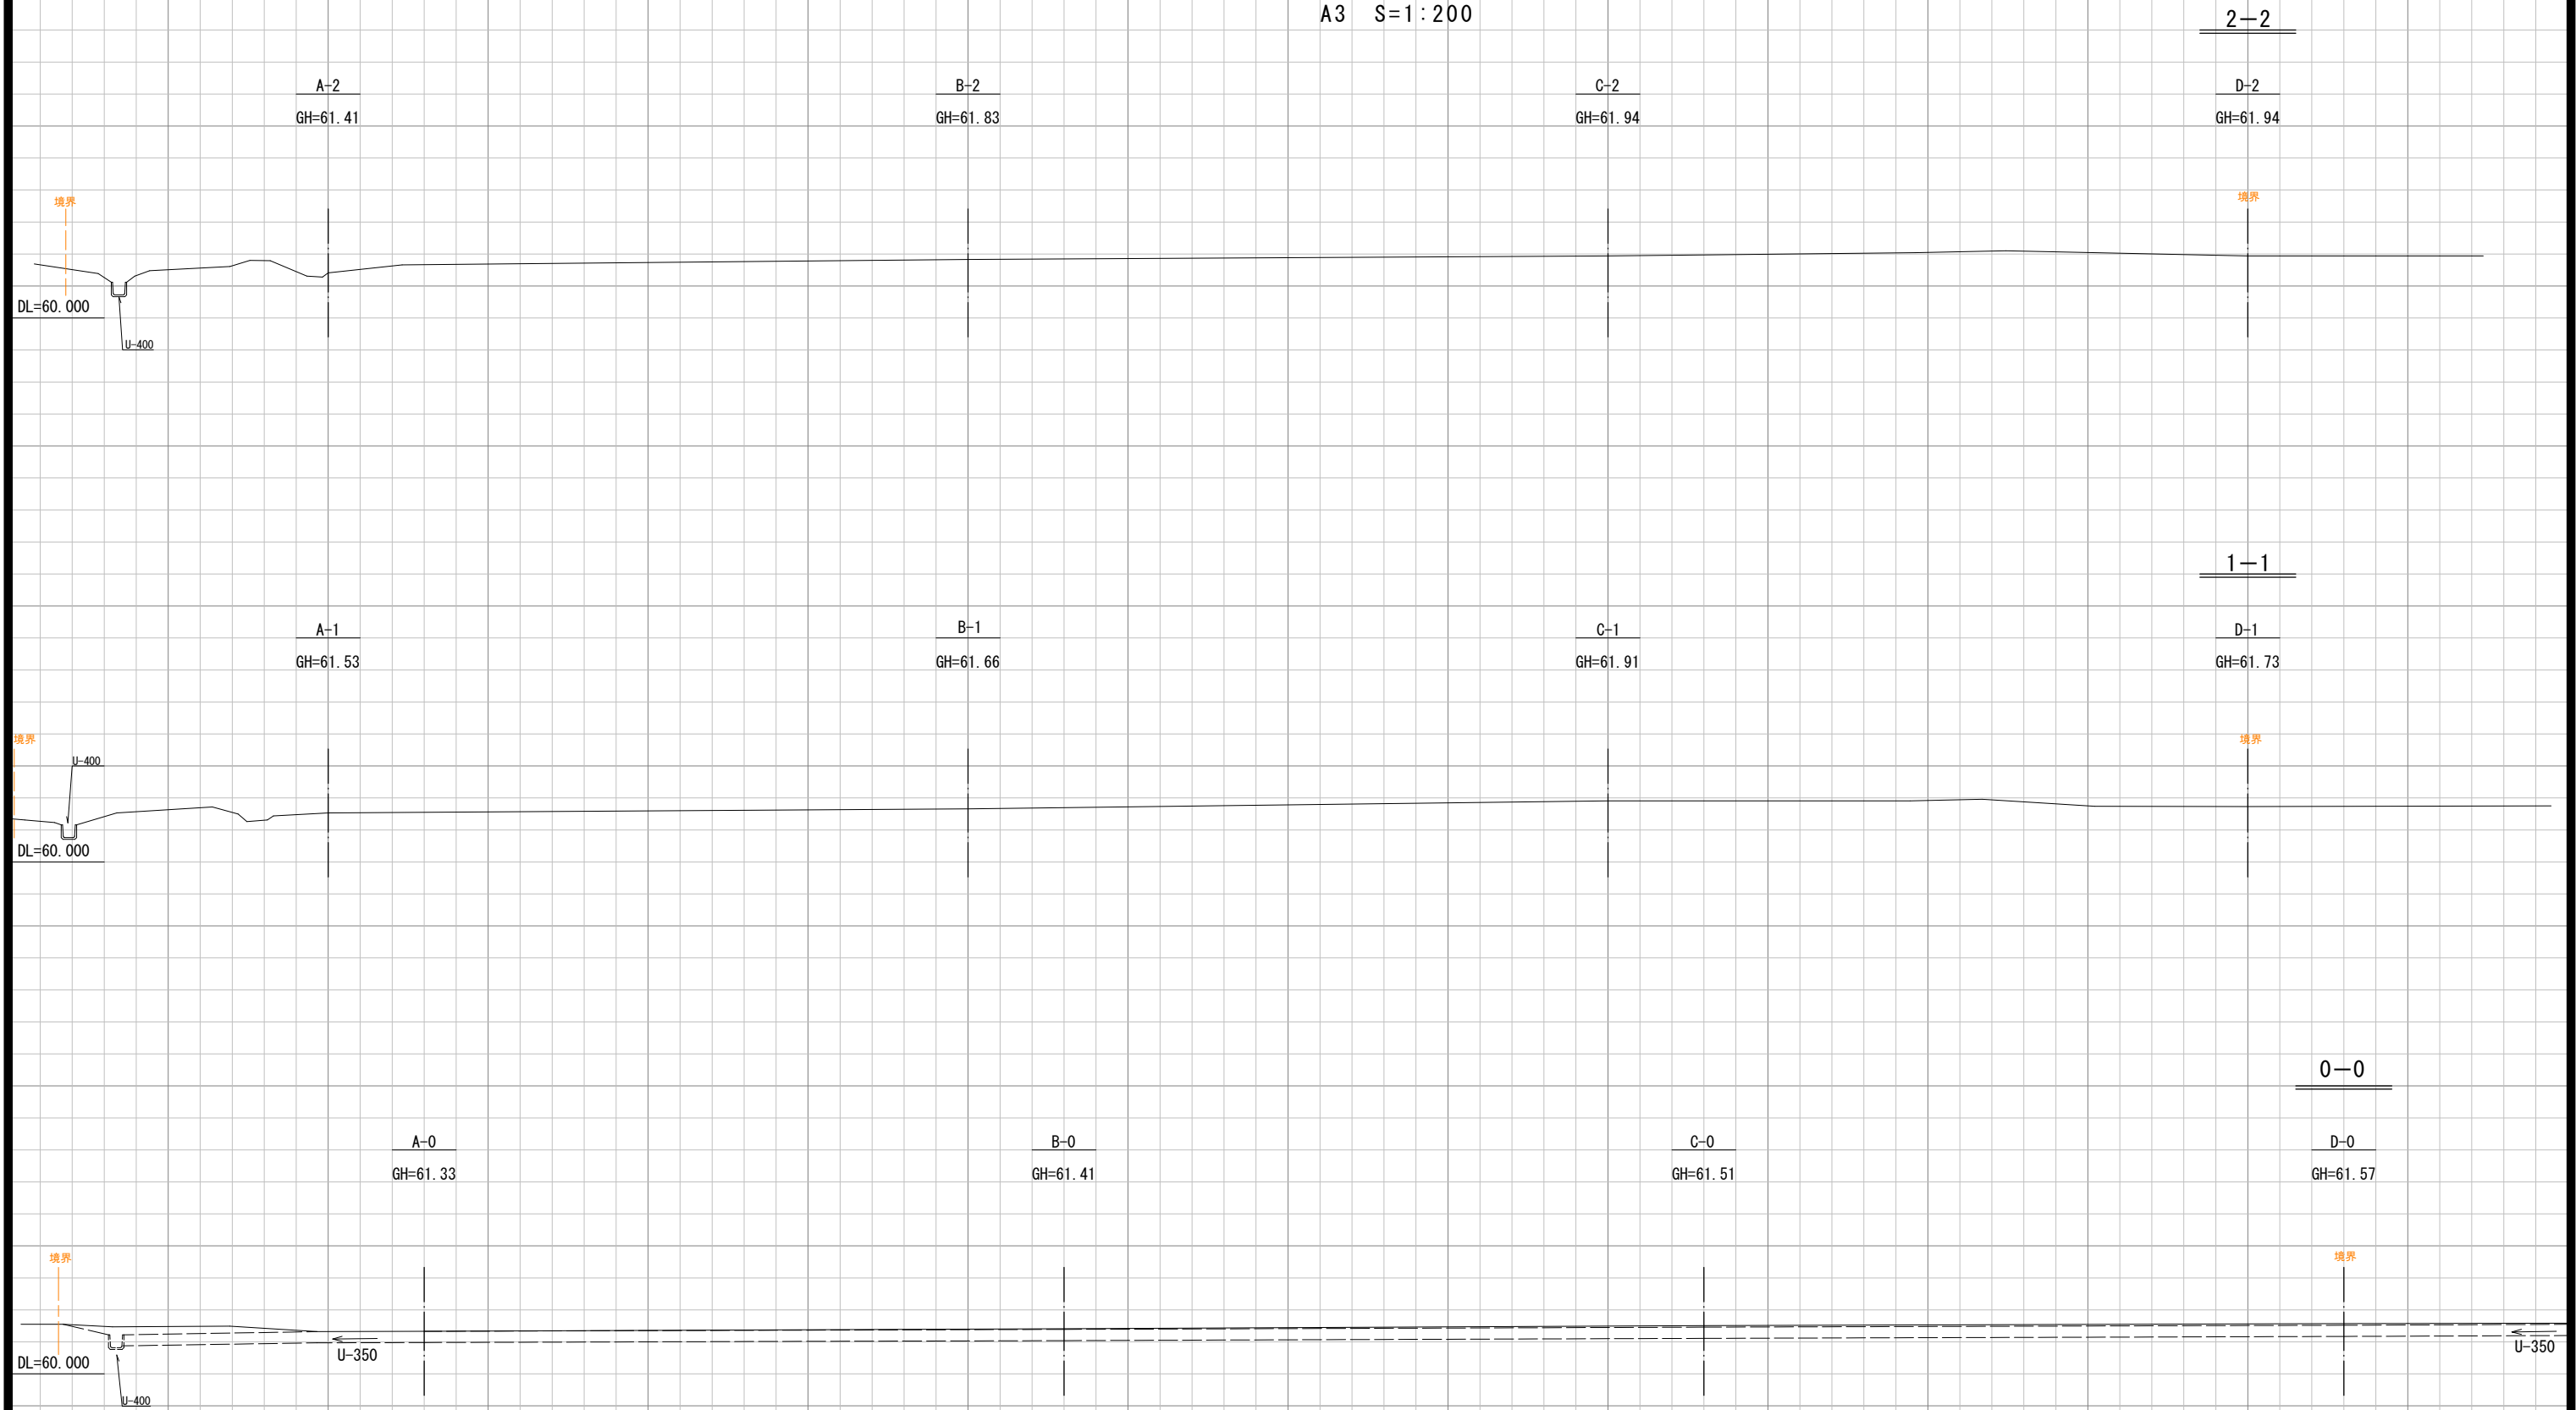 A3 S=1:200
2-2
A-2 B-2 C-2 D-2
GH=61.41 GH=61.83 GH=61.94 GH=61.94
境界 境界
DL=60.000
U-400
1-1
A-1 B-1 C-1 D-1
GH=61.53 GH=61.66 GH=61.91 GH=61.73
境界 境界
U-400
DL=60.000
0-0
A-0 B-0 C-0 D-0
GH=61.33 GH=61.41 GH=61.51 GH=61.57
境界 境界
U-350 U-350
DL=60.000
U-400